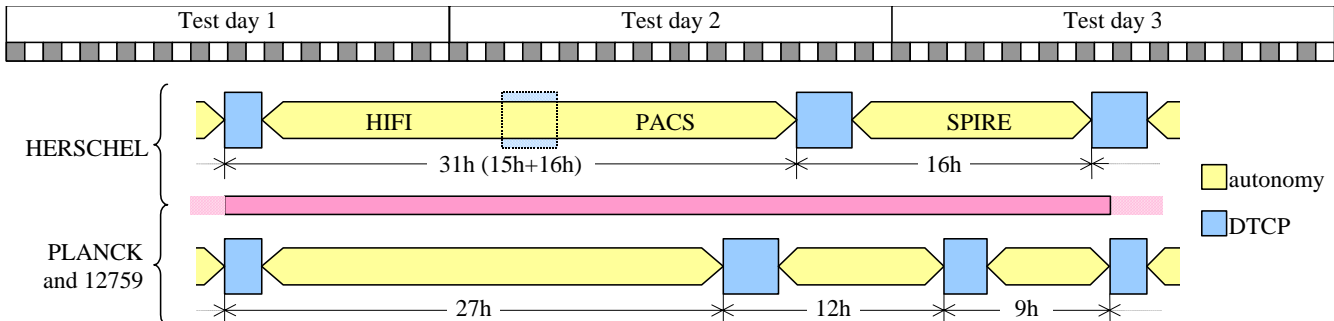 Test day 1 Test day 2 Test day 3
HIFI PACS SPIRE
HERSCHEL
31h (15h+16h) 16h
autonomy
DTCP
PLANCK
and 12759
27h 12h 9h